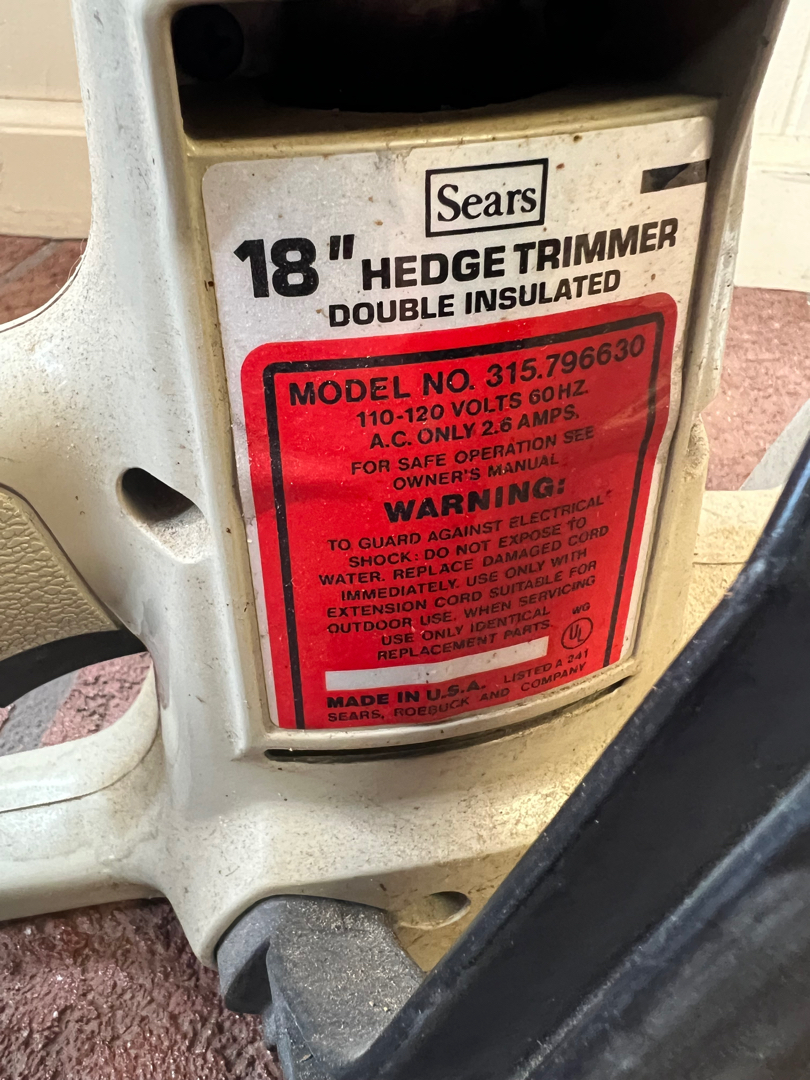 Sears
18" HEDGE TRIMMER
DOUBLE INSULATED
MODEL NO. 315.796630
110-120 VOLTS 60HZ.
A.C. ONLY 2.6 AMPS.
FOR SAFE OPERATION SEE
OWNER'S MANUAL
WARNING:
TO GUARD AGAINST ELECTRICAL
SHOCK: DO NOT EXPOSE TO
WATER. REPLACE DAMAGED CORD
IMMEDIATELY. USE ONLY WITH
EXTENSION CORD SUITABLE FOR
OUTDOOR USE. WHEN SERVICING
USE ONLY IDENTICAL
REPLACEMENT PARTS.
WG
UL
MADE IN U.S.A. LISTED A 241
SEARS, ROEBUCK AND COMPANY